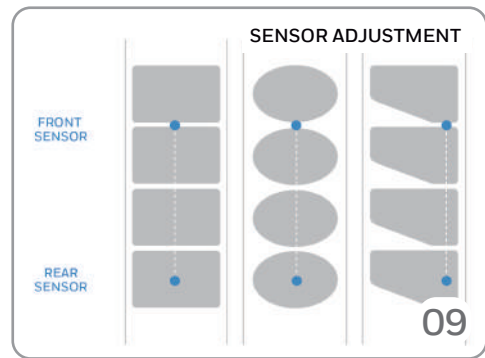 SENSOR ADJUSTMENT
FRONT
SENSOR
REAR
SENSOR
09